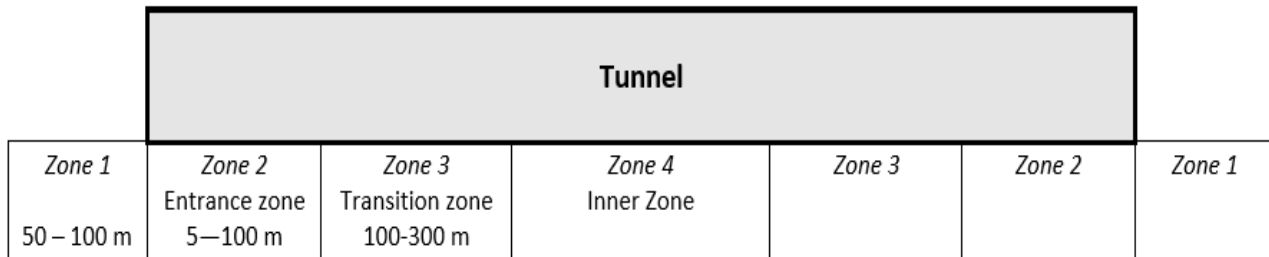 Tunnel
Zone 1
50 – 100 m
Zone 2
Entrance zone
5—100 m
Zone 3
Transition zone
100-300 m
Zone 4
Inner Zone
Zone 3
Zone 2
Zone 1